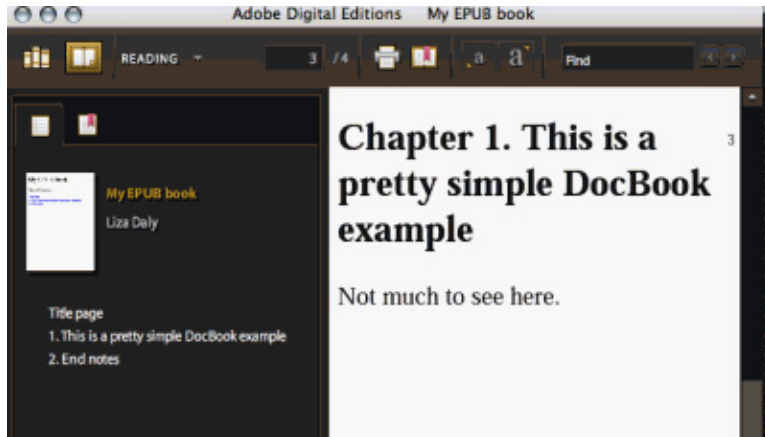 Adobe Digital Editions My EPUB book
READING 3 /4 a a Find
Chapter 1. This is a
pretty simple DocBook
example
3
Not much to see here.
My EPUB book
Liza Daly
Title page
1. This is a pretty simple DocBook example
2. End notes